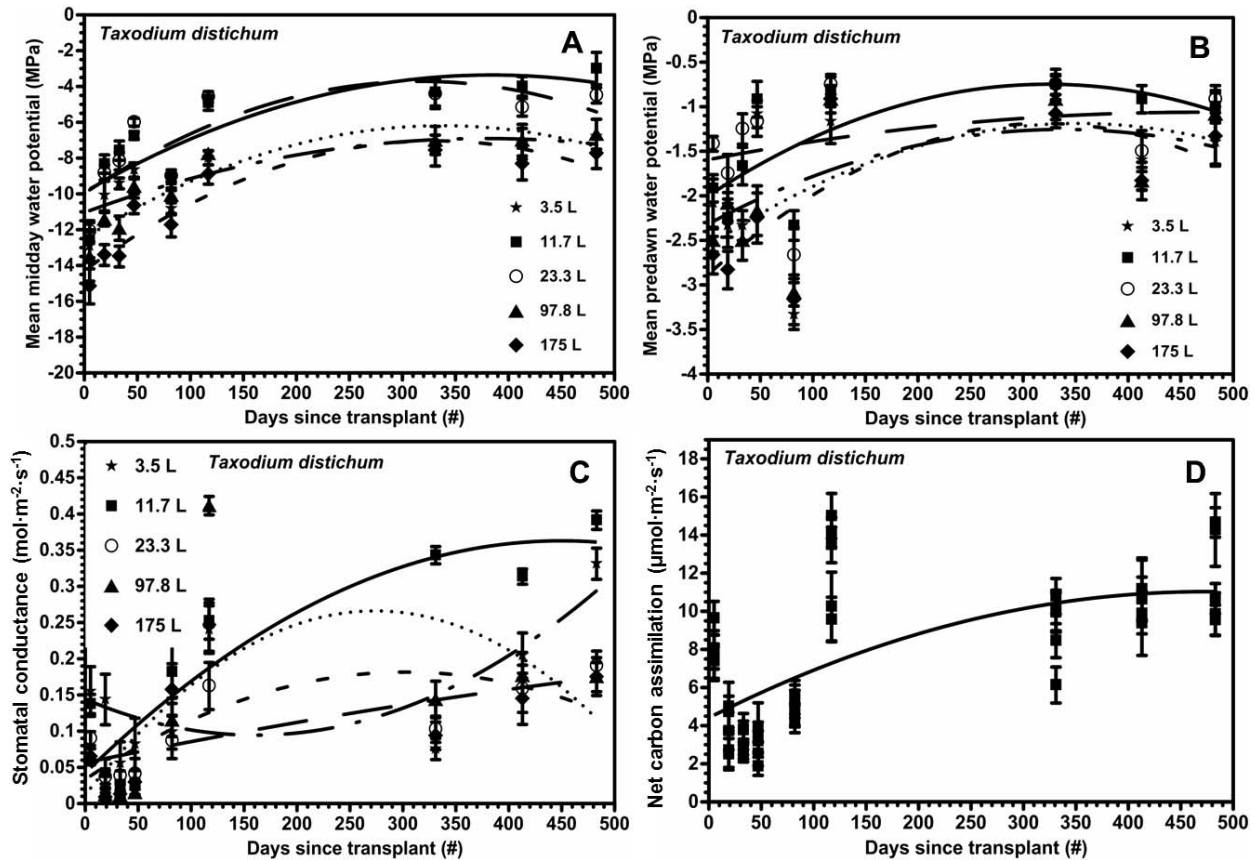 Taxodium distichum
A
Mean midday water potential (MPa)
0
-2
-4
-6
-8
-10
-12
-14
-16
-18
-20
3.5 L
11.7 L
23.3 L
97.8 L
175 L
0 50 100 150 200 250 300 350 400 450 500
Days since transplant (#)
Taxodium distichum
B
Mean predawn water potential (MPa)
0
-0.5
-1
-1.5
-2
-2.5
-3
-3.5
-4
3.5 L
11.7 L
23.3 L
97.8 L
175 L
0 50 100 150 200 250 300 350 400 450 500
Days since transplant (#)
Taxodium distichum
C
Stomatal conductance (mol·m-2·s-1)
0.5
0.45
0.4
0.35
0.3
0.25
0.2
0.15
0.1
0.05
0
3.5 L
11.7 L
23.3 L
97.8 L
175 L
0 50 100 150 200 250 300 350 400 450 500
Days since transplant (#)
Taxodium distichum
D
Net carbon assimilation (µmol·m-2·s-1)
18
16
14
12
10
8
6
4
2
0
0 50 100 150 200 250 300 350 400 450 500
Days since transplant (#)